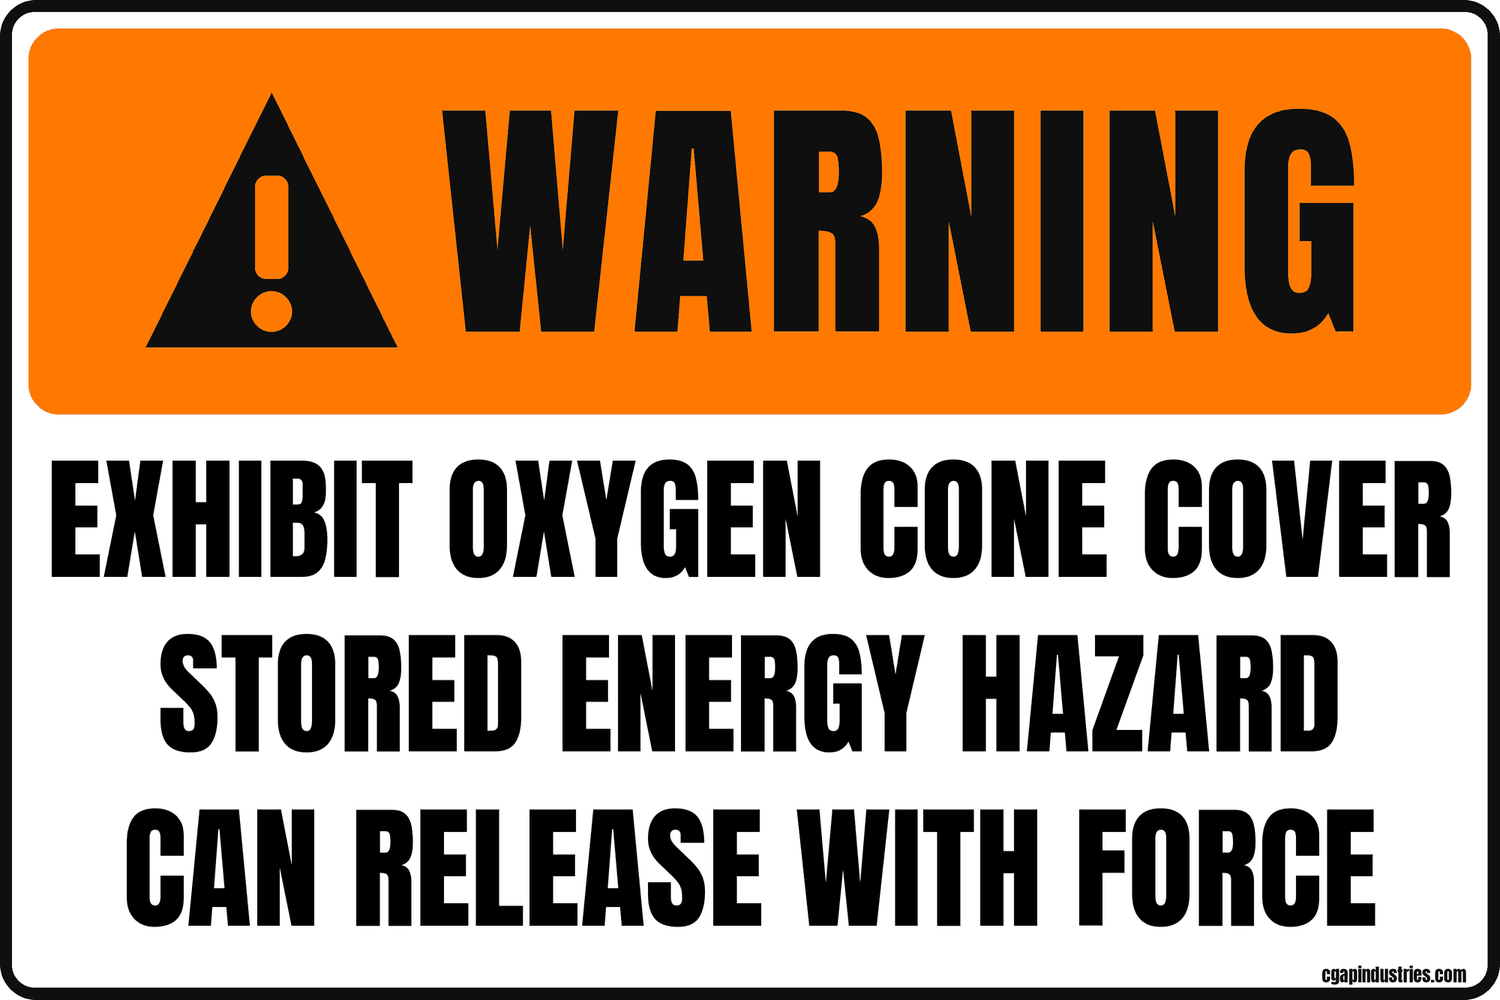 WARNING
EXHIBIT OXYGEN CONE COVER
STORED ENERGY HAZARD
CAN RELEASE WITH FORCE
cgapindustries.com